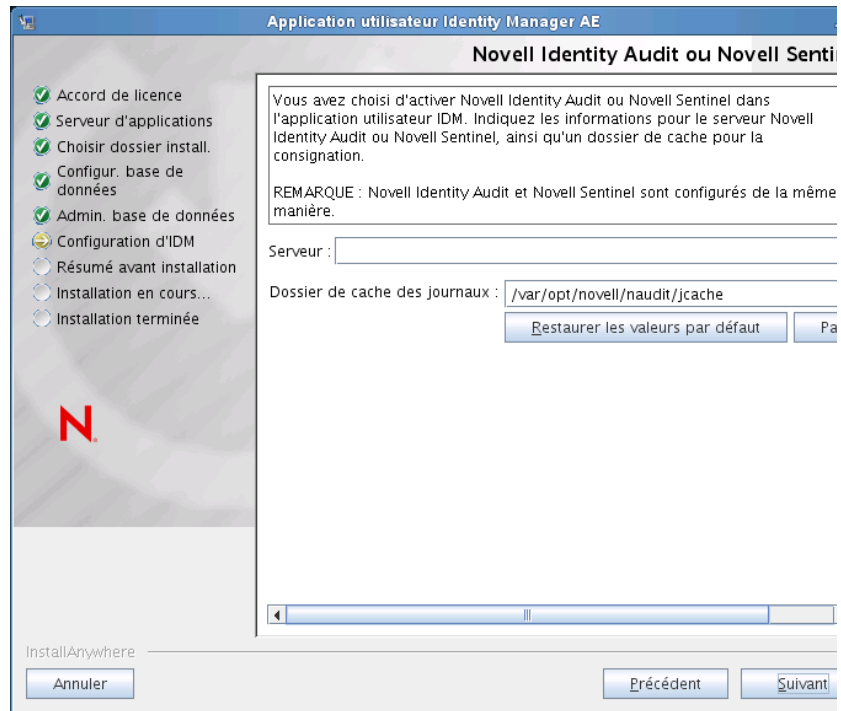 Application utilisateur Identity Manager AE
Novell Identity Audit ou Novell Senti
Accord de licence
Serveur d'applications
Choisir dossier install.
Configur. base de
données
Admin. base de données
Configuration d'IDM
Résumé avant installation
Installation en cours...
Installation terminée
Vous avez choisi d'activer Novell Identity Audit ou Novell Sentinel dans
l'application utilisateur IDM. Indiquez les informations pour le serveur Novell
Identity Audit ou Novell Sentinel, ainsi qu'un dossier de cache pour la
consignation.
REMARQUE : Novell Identity Audit et Novell Sentinel sont configurés de la même
manière.
Serveur :
Dossier de cache des journaux : /var/opt/novell/naudit/jcache
Restaurer les valeurs par défaut Pa
N.
InstallAnywhere
Annuler Précédent Suivant